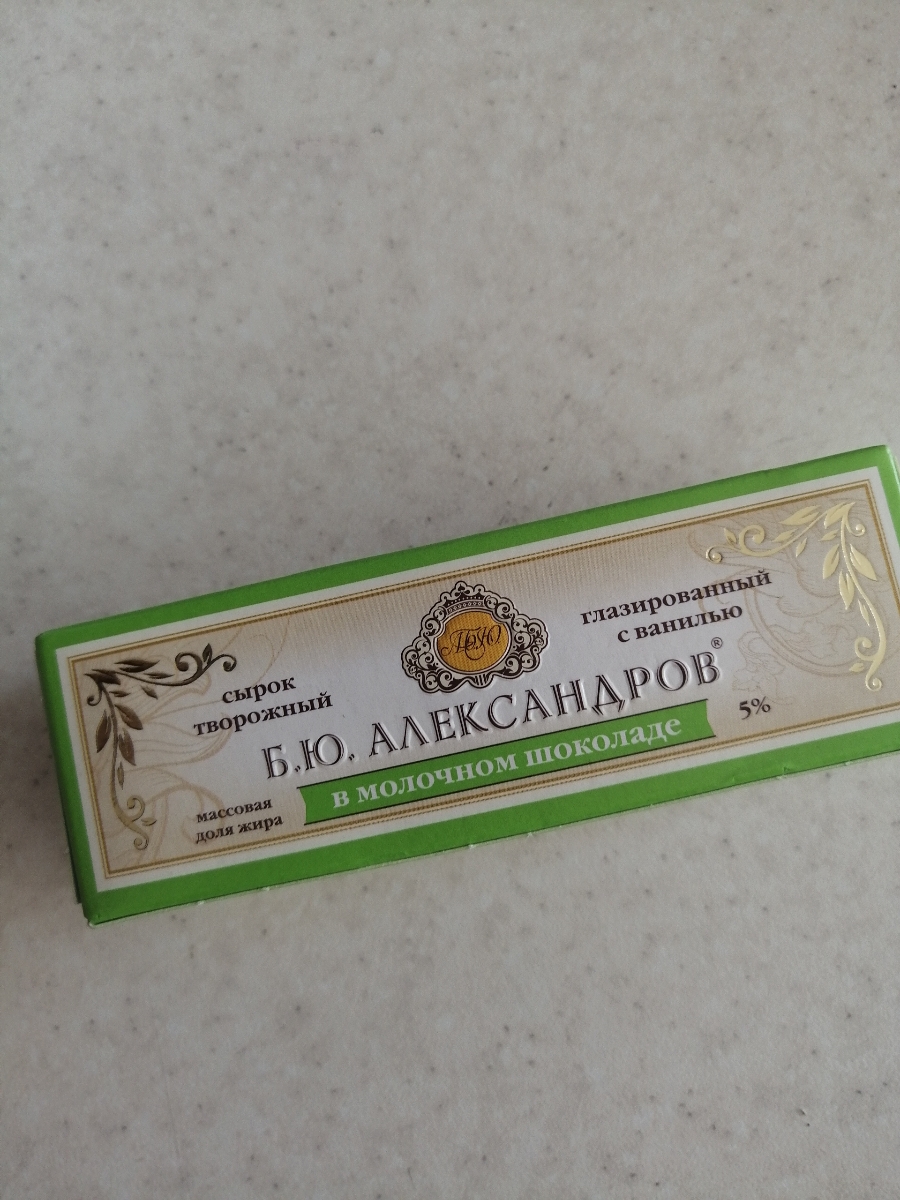 сырок
творожный
глазированный
с ванилью
Б.Ю. АЛЕКСАНДРОВ®
в молочном шоколаде
массовая
доля жира
5%